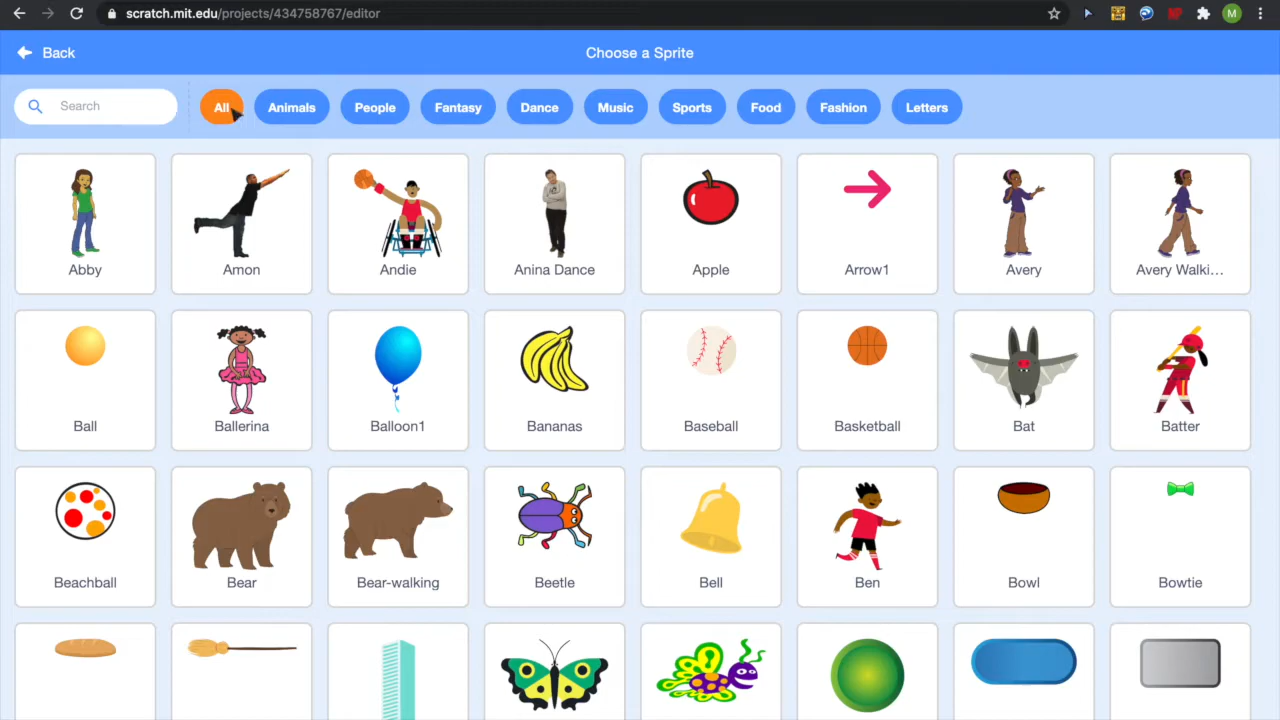 scratch.mit.edu/projects/434758767/editor
M
Back
Choose a Sprite
Search
All
Animals
People
Fantasy
Dance
Music
Sports
Food
Fashion
Letters
Abby
Amon
Andie
Anina Dance
Apple
Arrow1
Avery
Avery Walki...
Ball
Ballerina
Balloon1
Bananas
Baseball
Basketball
Bat
Batter
Beachball
Bear
Bear-walking
Beetle
Bell
Ben
Bowl
Bowtie